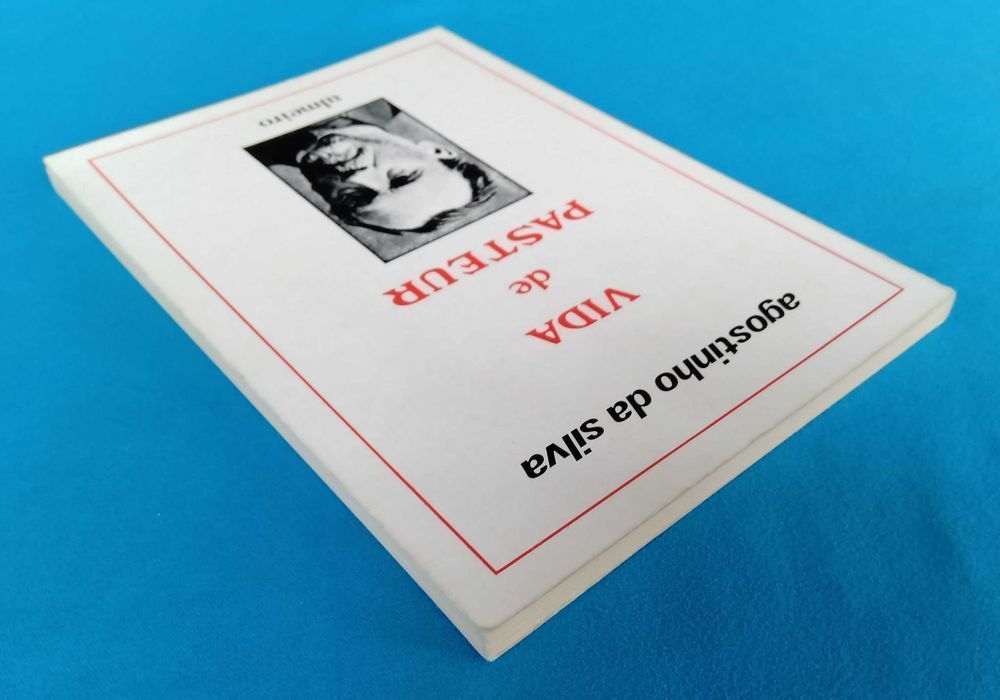 agostinho da silva
VIDA
de
PASTEUR
ulmeiro